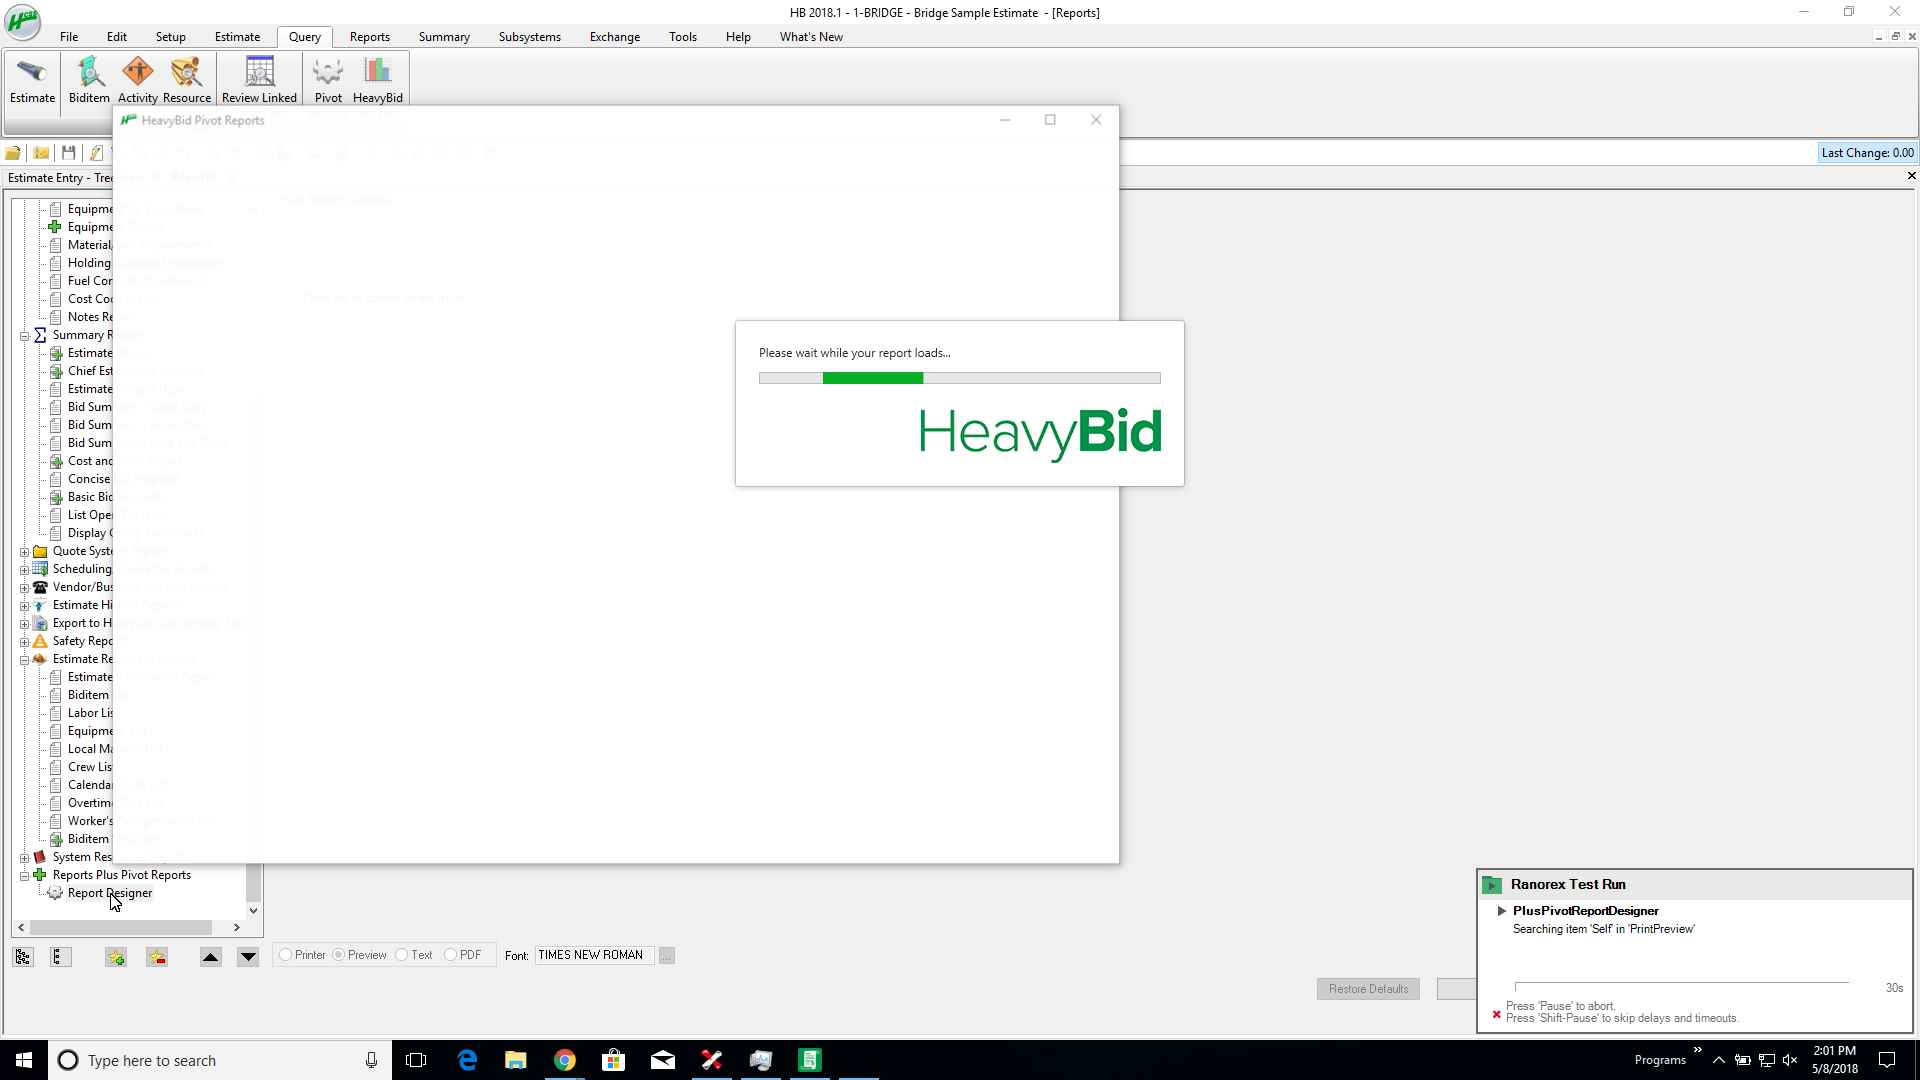 HB 2018.1 - 1-BRIDGE - Bridge Sample Estimate - [Reports]
File Edit Setup Estimate Query Reports Summary Subsystems Exchange Tools Help What's New
Estimate Biditem Activity Resource Review Linked Pivot HeavyBid
HeavyBid Pivot Reports
Last Change: 0.00
Estimate Entry - Tree
Equipme
Equipme
Material
Holding
Fuel Con
Cost Coo
Notes Re
Summary R
Estimate
Chief Est
Estimate
Bid Sum
Bid Sum
Bid Sum
Cost and
Concise
Basic Bid
List Ope
Display
Quote Syst
Scheduling
Vendor/Bus
Estimate Hi
Export to H
Safety Repo
Estimate Re
Estimate
Biditem
Labor Lis
Equipme
Local Ma
Crew Lis
Calenda
Overtim
Worker's
Biditem
System Res
Reports Plus Pivot Reports
Report Designer
Please wait while your report loads...
HeavyBid
Printer Preview Text PDF Font: TIMES NEW ROMAN ...
Restore Defaults
Ranorex Test Run
PlusPivotReportDesigner
Searching item 'Self' in 'PrintPreview'
30s
Press 'Pause' to abort.
Press 'Shift-Pause' to skip delays and timeouts.
Type here to search
Programs
2:01 PM
5/8/2018